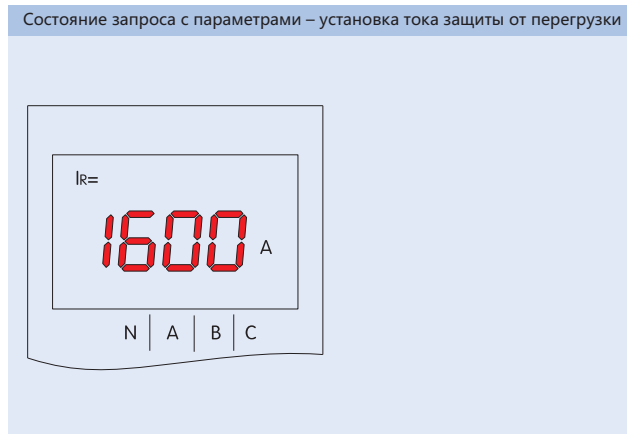 Состояние запроса с параметрами – установка тока защиты от перегрузки
IR=
1600 A
N A B C